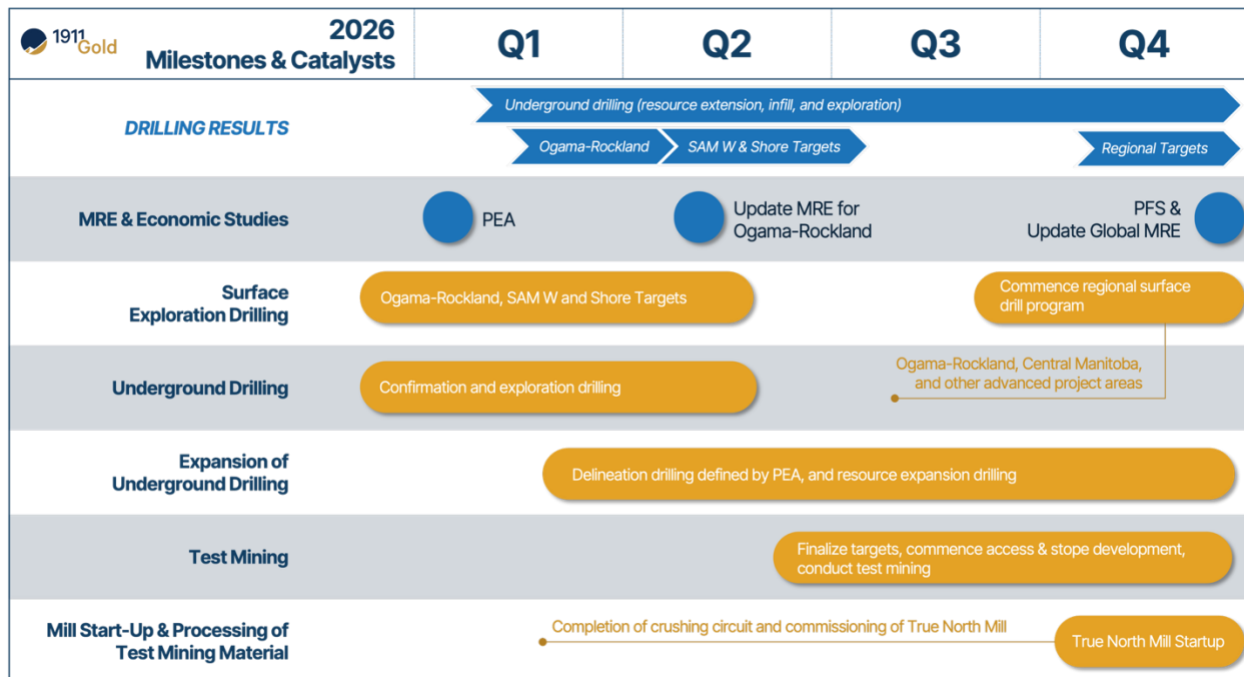 1911
Gold
2026
Milestones & Catalysts
Q1
Q2
Q3
Q4
DRILLING RESULTS
Underground drilling (resource extension, infill, and exploration)
Ogama-Rockland
SAM W & Shore Targets
Regional Targets
MRE & Economic Studies
PEA
Update MRE for
Ogama-Rockland
PFS &
Update Global MRE
Surface
Exploration Drilling
Ogama-Rockland, SAM W and Shore Targets
Commence regional surface
drill program
Underground Drilling
Confirmation and exploration drilling
Ogama-Rockland, Central Manitoba,
and other advanced project areas
Expansion of
Underground Drilling
Delineation drilling defined by PEA, and resource expansion drilling
Test Mining
Finalize targets, commence access & stope development,
conduct test mining
Mill Start-Up & Processing of
Test Mining Material
Completion of crushing circuit and commissioning of True North Mill
True North Mill Startup